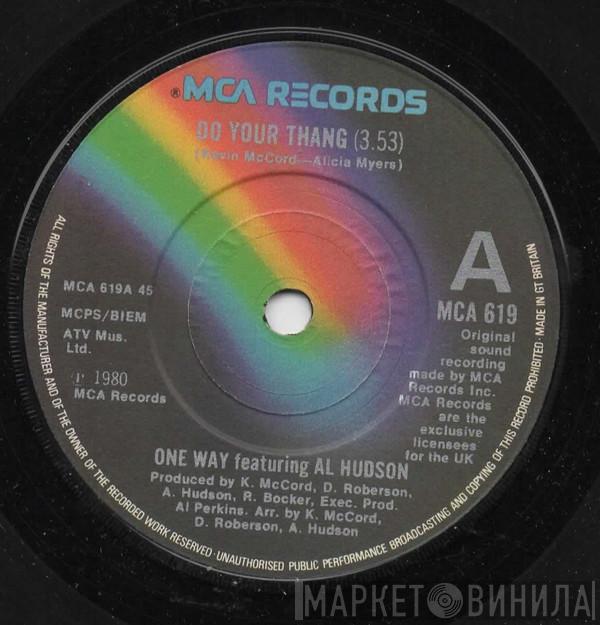 ®MCA RECORDS
DO YOUR THANG (3.53)
(Kevin McCord—Alicia Myers)
A
MCA 619
MCA 619A 45
MCPS/BIEM
ATV Mus.
Ltd.
℗ 1980
MCA Records
Original
sound
recording
made by MCA
Records Inc.
MCA Records
are the
exclusive
licensees
for the UK
ONE WAY featuring AL HUDSON
Produced by K. McCord, D. Roberson,
A. Hudson, R. Bocker, Exec. Prod.
Al Perkins. Arr. by K. McCord,
D. Roberson, A. Hudson
ALL RIGHTS OF THE MANUFACTURER AND OF THE OWNER OF THE RECORDED WORK RESERVED · UNAUTHORISED PUBLIC PERFORMANCE BROADCASTING AND COPYING OF THIS RECORD PROHIBITED · MADE IN GT BRITAIN
МАРКЕТ ВИНИЛА